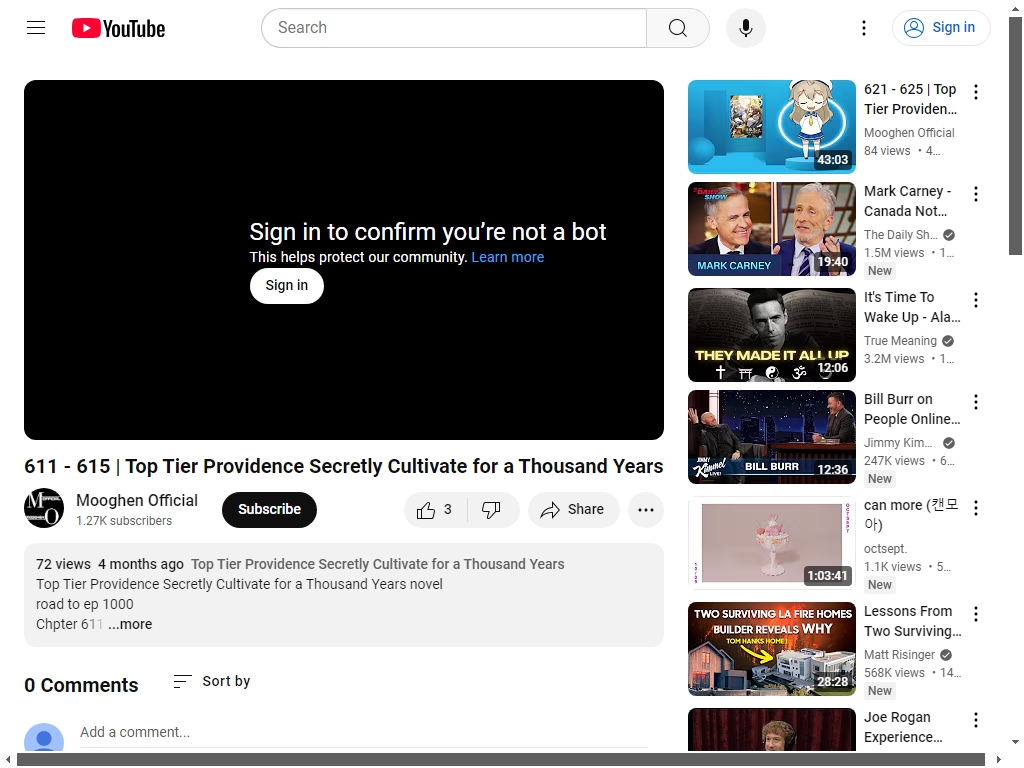 YouTube
Search
Sign in
Sign in to confirm you’re not a bot
This helps protect our community. Learn more
Sign in
611 - 615 | Top Tier Providence Secretly Cultivate for a Thousand Years
Mooghen Official
1.27K subscribers
Subscribe
3
Share
72 views 4 months ago Top Tier Providence Secretly Cultivate for a Thousand Years
Top Tier Providence Secretly Cultivate for a Thousand Years novel
road to ep 1000
Chpter 611 ...more
0 Comments
Sort by
Add a comment...
43:03
621 - 625 | Top
Tier Providen...
Mooghen Official
84 views • 4...
THE DAILY SHOW
MARK CARNEY
19:40
Mark Carney -
Canada Not...
The Daily Sh...
1.5M views • 1...
New
THEY MADE IT ALL UP
12:06
It's Time To
Wake Up - Ala...
True Meaning
3.2M views • 1...
JIMMY Kimmel LIVE!
BILL BURR
12:36
Bill Burr on
People Online...
Jimmy Kim...
247K views • 6...
New
1:03:41
can more (캔모
아)
octsept.
1.1K views • 5...
New
TWO SURVIVING LA FIRE HOMES
BUILDER REVEALS WHY
TOM HANKS HOME!
28:28
Lessons From
Two Surviving...
Matt Risinger
568K views • 14...
New
Joe Rogan
Experience...